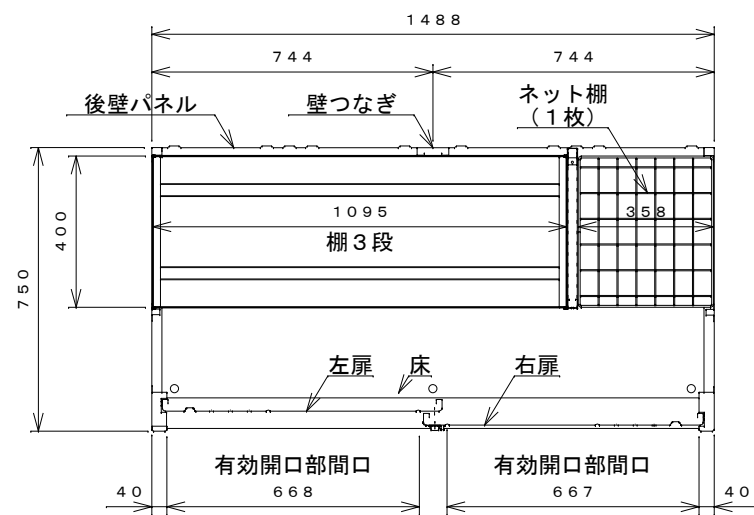 1488
744
744
後壁パネル
壁つなぎ
ネット棚
（1枚）
1095
358
棚3段
400
750
左扉
床
右扉
有効開口部間口
有効開口部間口
40
668
667
40